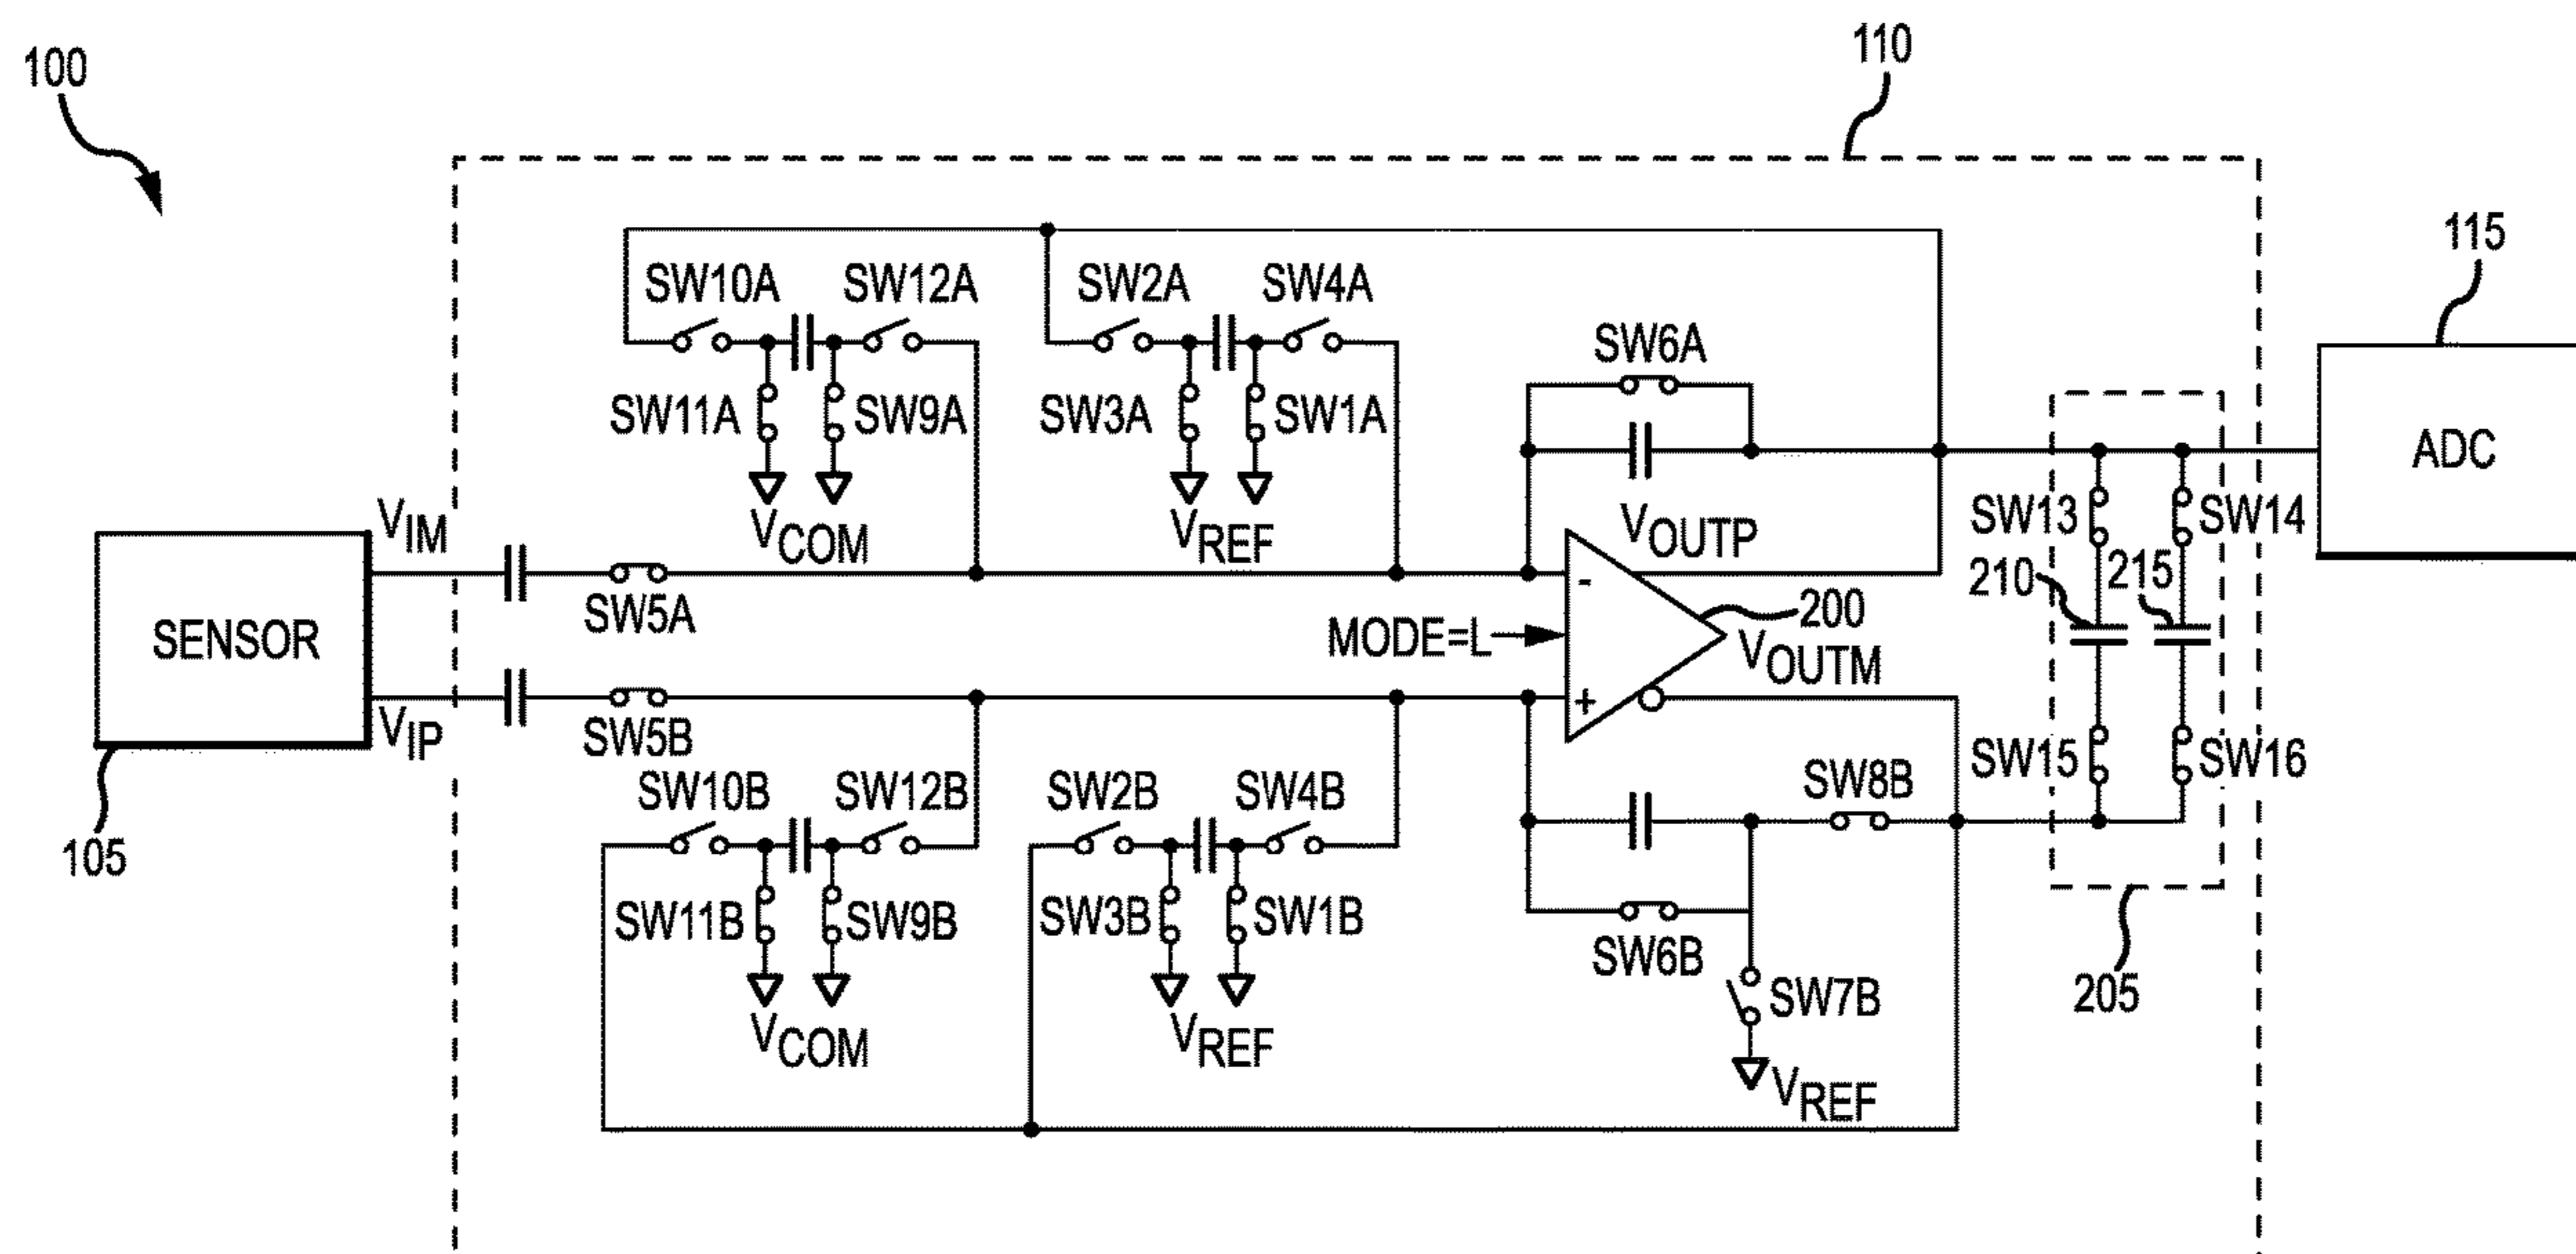 100
110
115
SW10A
SW12A
SW2A
SW4A
SW6A
SW11A
SW9A
SW3A
SW1A
ADC
VCOM
VREF
VOUTP
SW13
SW14
VIM
210
215
SENSOR
SW5A
MODE=L
-
200
VOUTM
+
VIP
SW5B
SW15
SW16
SW10B
SW12B
SW2B
SW4B
SW8B
105
SW11B
SW9B
SW3B
SW1B
SW6B
SW7B
205
VCOM
VREF
VREF